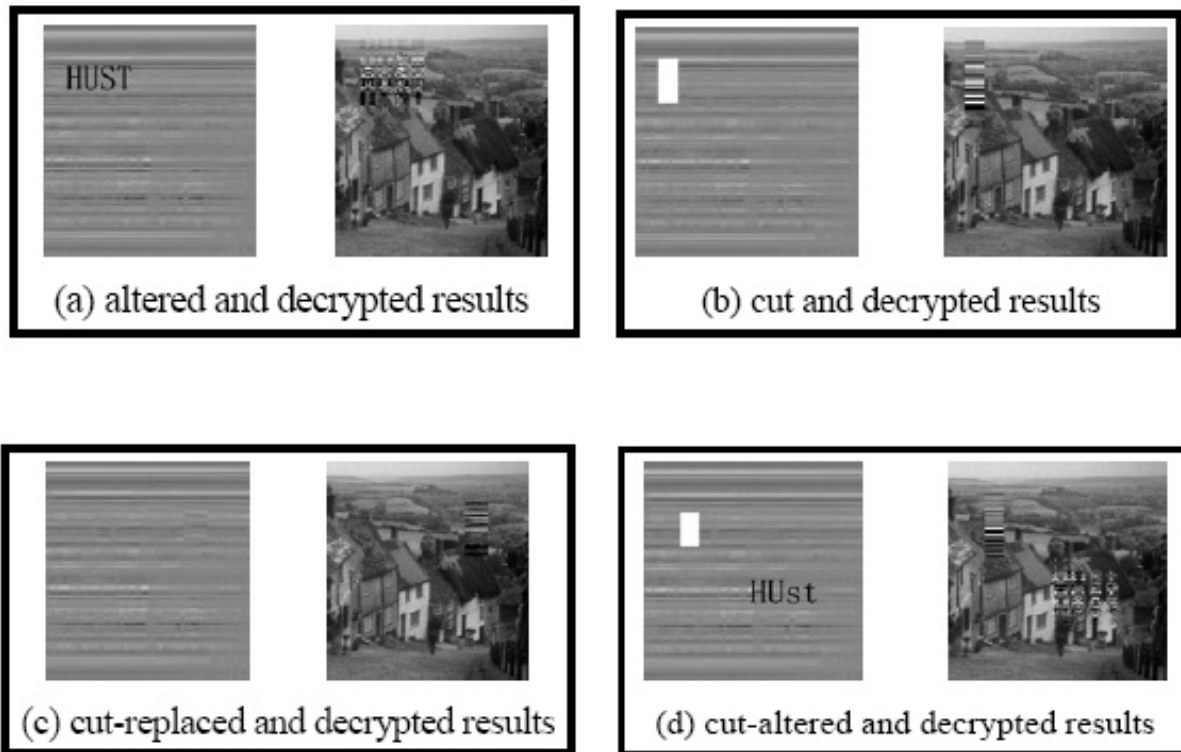 HUST
(a) altered and decrypted results
(b) cut and decrypted results
(c) cut-replaced and decrypted results
HUst
(d) cut-altered and decrypted results